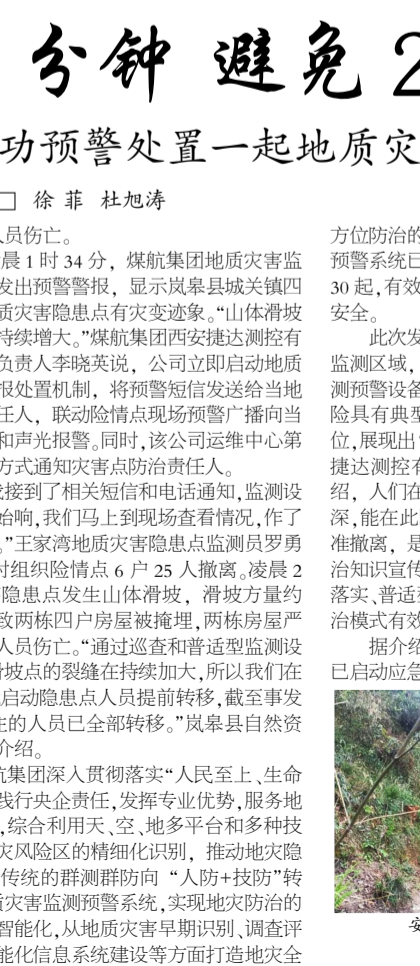 分钟 避免 2
功预警处置一起地质灾
□ 徐 菲 杜旭涛
人员伤亡。
晨 1 时 34 分，煤航集团地质灾害监
发出预警警报，显示岚皋县城关镇四
质灾害隐患点有灾变迹象。“山体滑坡
持续增大。”煤航集团西安捷达测控有
负责人李晓英说，公司立即启动地质
报处置机制，将预警短信发送给当地
任人，联动险情点现场预警广播向当
和声光报警。同时，该公司运维中心第
方式通知灾害点防治责任人。
接到了相关短信和电话通知，监测设
始响，我们马上到现场查看情况，作了
。”王家湾地质灾害隐患点监测员罗勇
时组织险情点 6 户 25 人撤离。凌晨 2
隐患点发生山体滑坡，滑坡方量约
致两栋四户房屋被掩埋，两栋房屋严
人员伤亡。“通过巡查和普适型监测设
滑坡点的裂缝在持续加大，所以我们在
启动隐患点人员提前转移，截至事发
的人员已全部转移。”岚皋县自然资
介绍。
航集团深入贯彻落实“人民至上、生命
践行央企责任，发挥专业优势，服务地
，综合利用天、空、地多平台和多种技
灾风险区的精细化识别，推动地灾隐
传统的群测群防向“人防+技防”转
质灾害监测预警系统，实现地灾防治的
智能化，从地质灾害早期识别、调查评
能化信息系统建设等方面打造地灾全
方位防治的
预警系统已
30 起，有效
安全。
此次发
监测区域，
测预警设备
险具有典型
位，展现出
捷达测控有
绍，人们在
深，能在此
准撤离，是
治知识宣传
落实、普适
治模式有效
据介绍
已启动应急
安